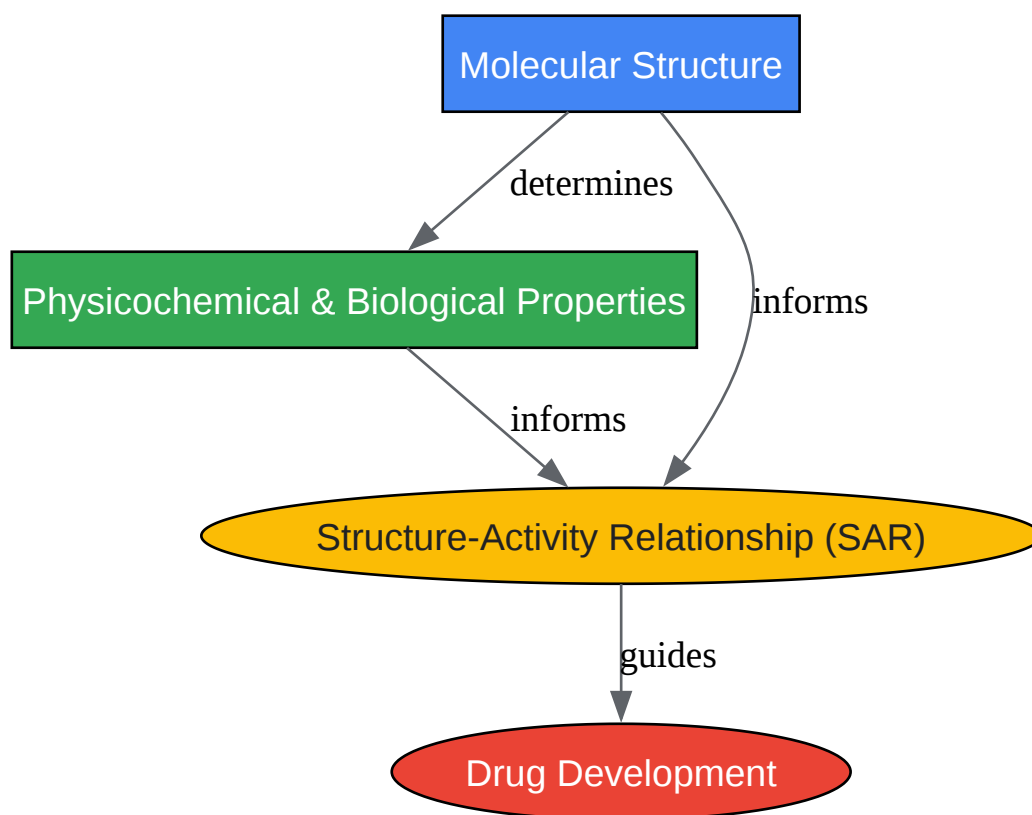 Molecular Structure
determines
Physicochemical & Biological Properties
informs
informs
Structure-Activity Relationship (SAR)
guides
Drug Development